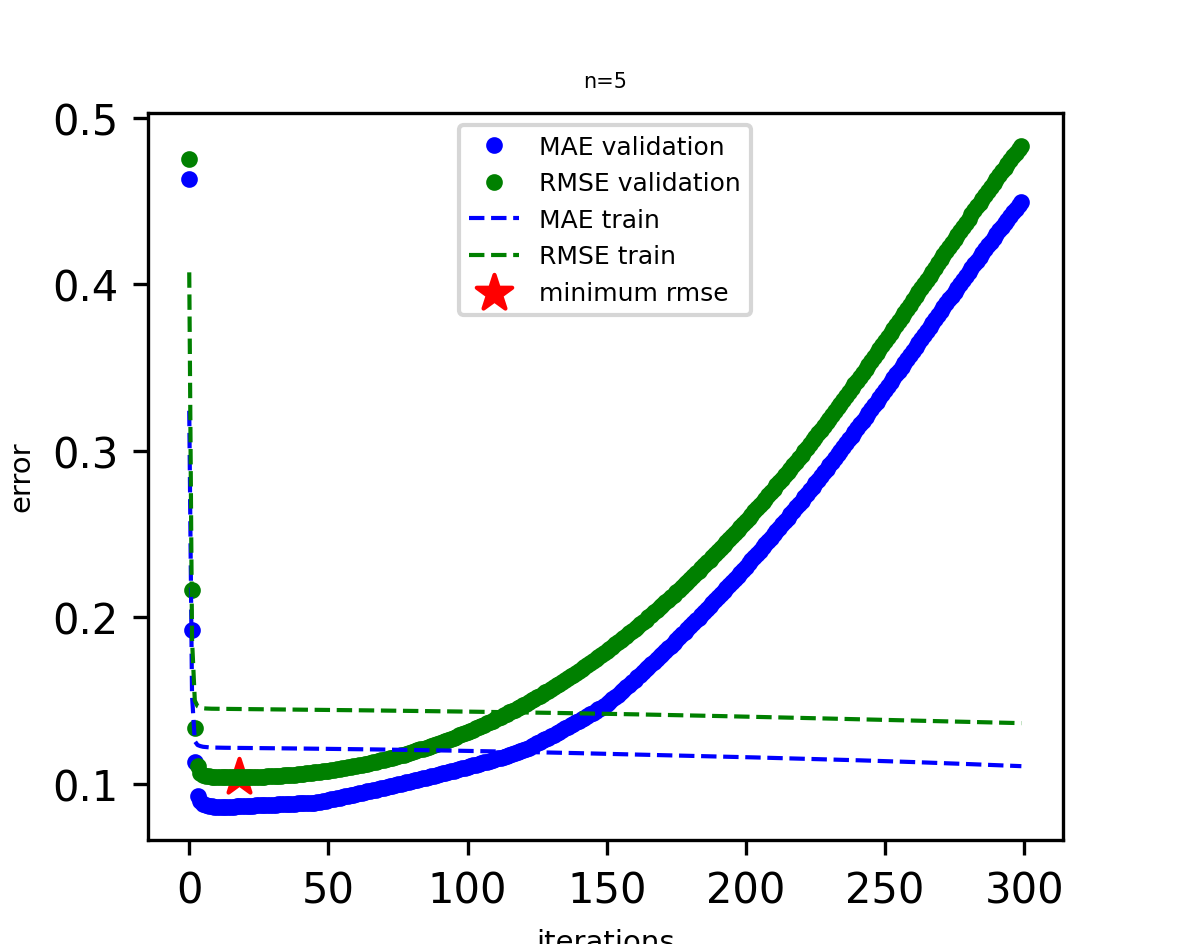 n=5
0.5
0.4
0.3
0.2
0.1
error
MAE validation
RMSE validation
MAE train
RMSE train
minimum rmse
0 50 100 150 200 250 300
iterations